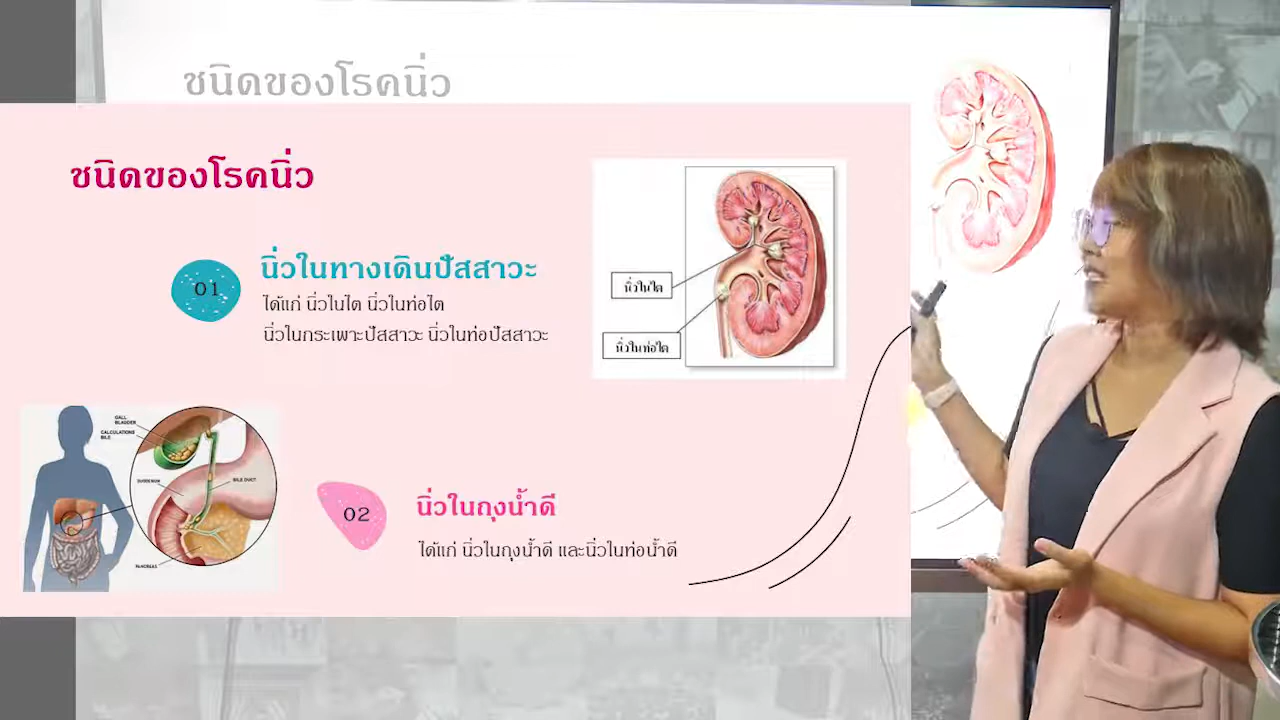 ชนิดของโรคนิ่ว
ชนิดของโรคนิ่ว
01
นิ่วในทางเดินปัสสาวะ
ได้แก่ นิ่วในไต นิ่วในท่อไต
นิ่วในกระเพาะปัสสาวะ นิ่วในท่อปัสสาวะ
นิ่วในไต
นิ่วในท่อไต
GALL
BLADDER
CALCULATIONS
BILE
DUODENUM
BILE DUCT
PANCREAS
02
นิ่วในถุงน้ำดี
ได้แก่ นิ่วในถุงน้ำดี และนิ่วในท่อน้ำดี